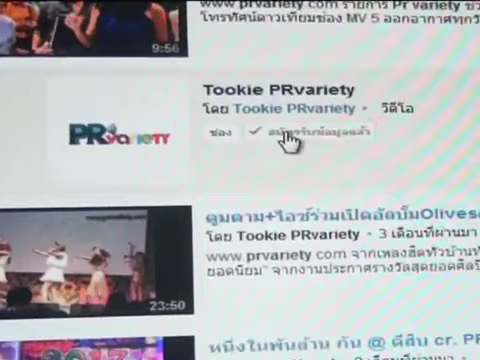 www.prvariety.com รายการ Pr variety
โทรทัศน์ดาวเทียมช่อง MV 5 ออกอากาศทุกวั
9:56
Tookie PRvariety
โดย Tookie PRvariety • วิดีโอ
ช่อง ✓ สมัครรับข้อมูลแล้ว
PRvariety
ตูมตาม+ไอซ์ร่วมเปิดอัลบั้มOlives
โดย Tookie PRvariety • 3 เดือนที่ผ่านมา
www.prvariety.com จากเพลงฮิตทั่วบ้าน
ยอดนิยม" จากงานประกาศรางวัลสุดยอดศิลปิ
23:50
หนึ่งในพันล้าน กัน @ ดีสิน cr. PR